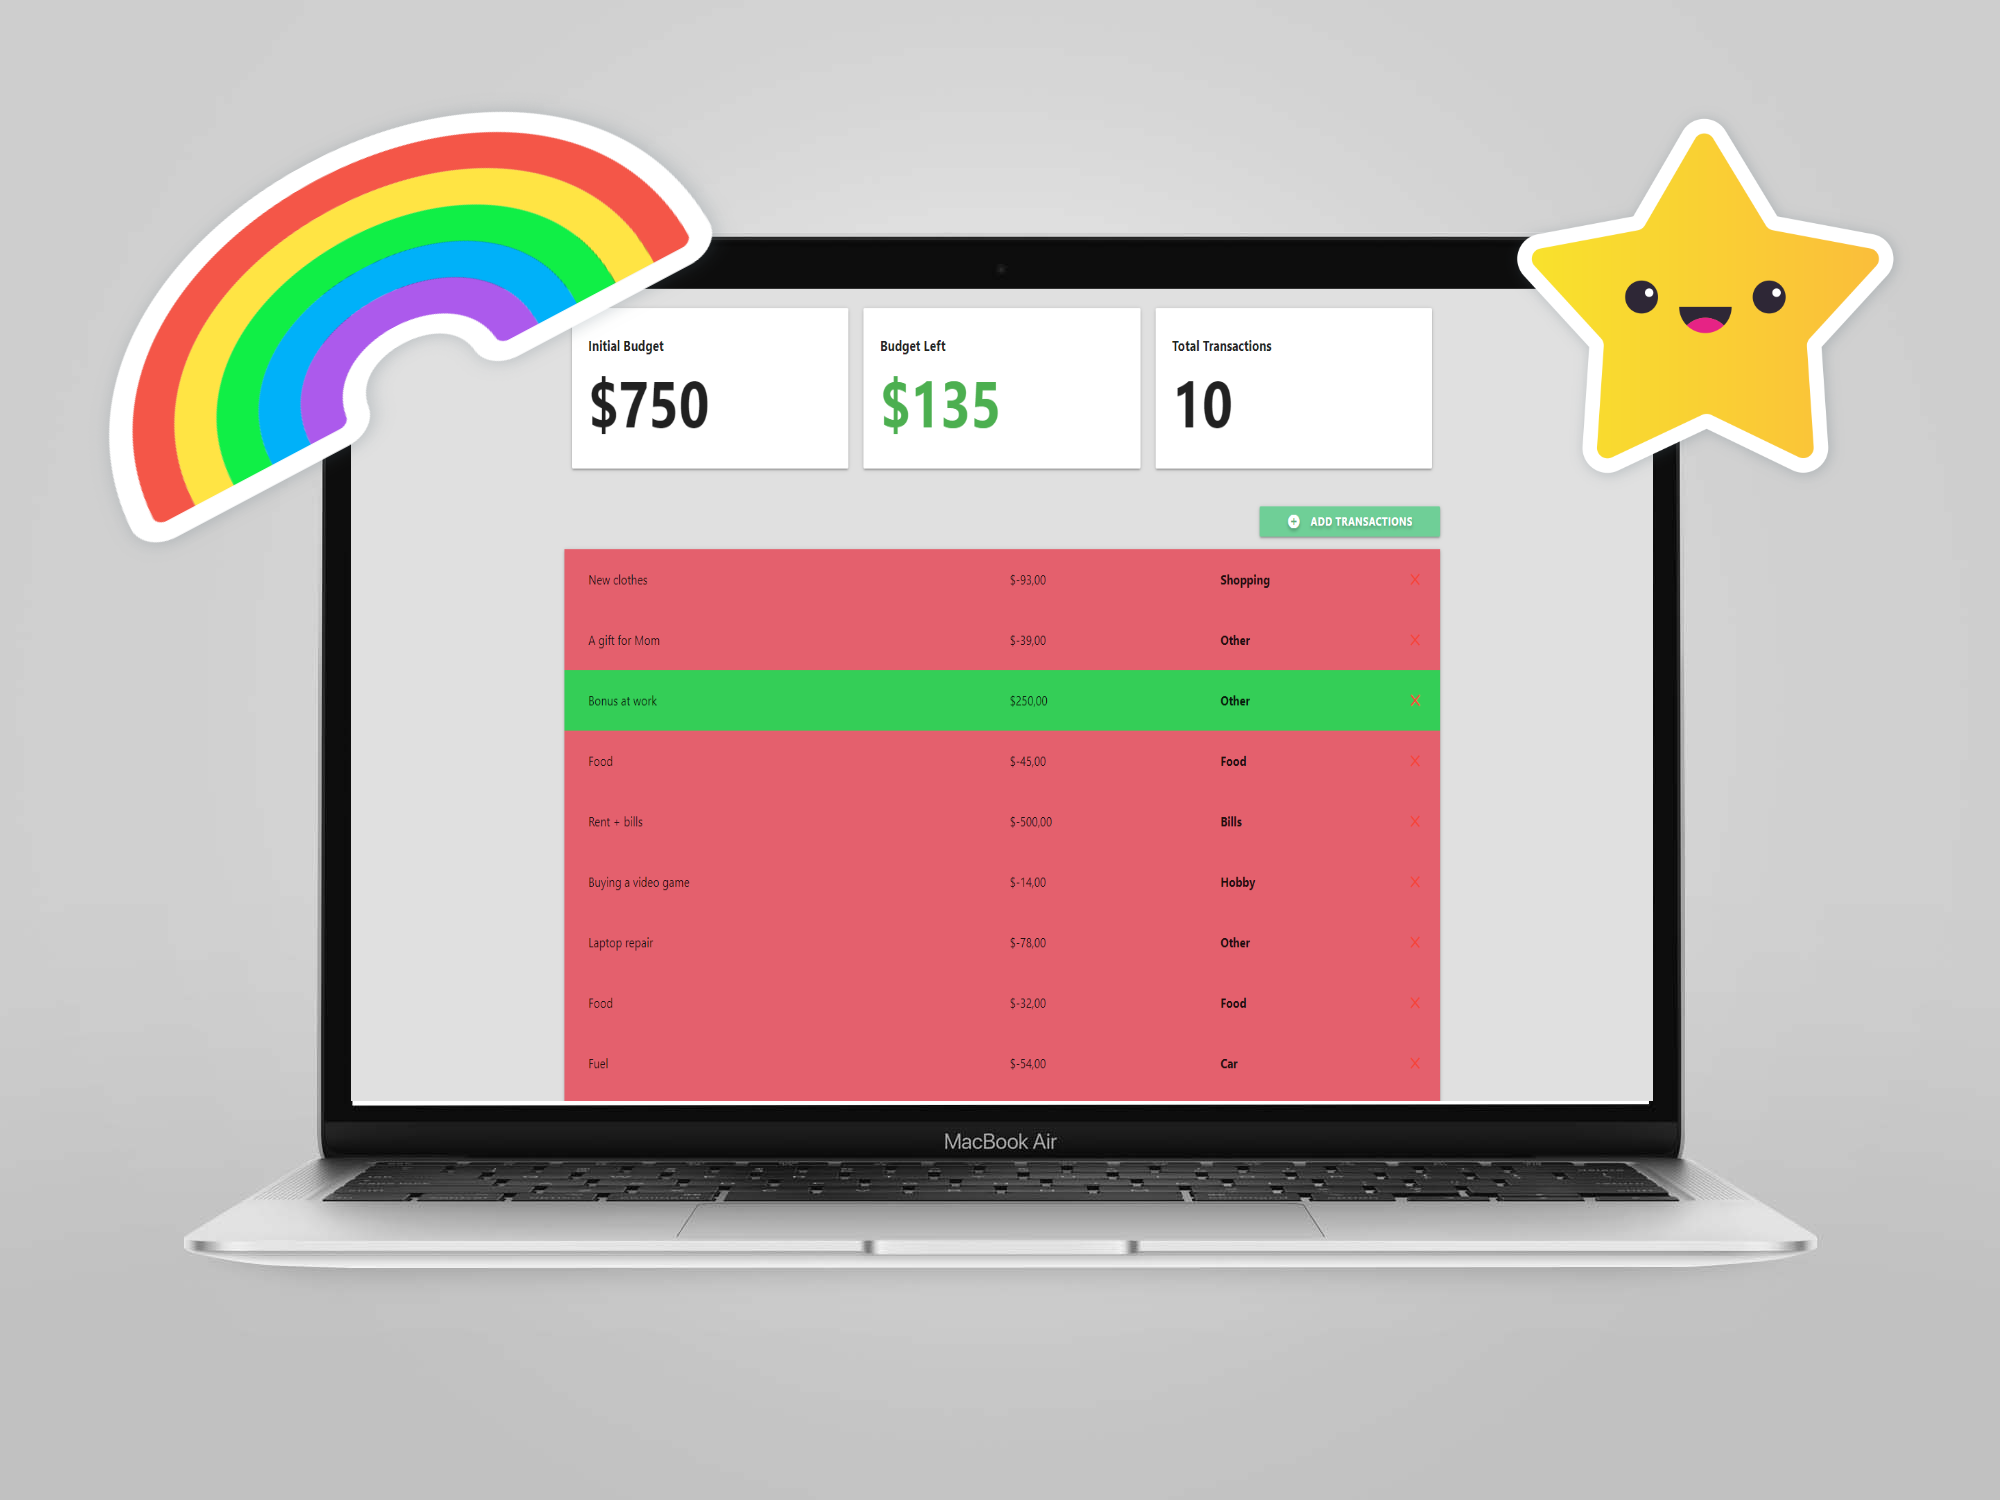 Initial Budget
$750
Budget Left
$135
Total Transactions
10
ADD TRANSACTIONS
New clothes $-93,00 Shopping X
A gift for Mom $-39,00 Other X
Bonus at work $250,00 Other X
Food $-45,00 Food X
Rent + bills $-500,00 Bills X
Buying a video game $-14,00 Hobby X
Laptop repair $-78,00 Other X
Food $-32,00 Food X
Fuel $-54,00 Car X
MacBook Air